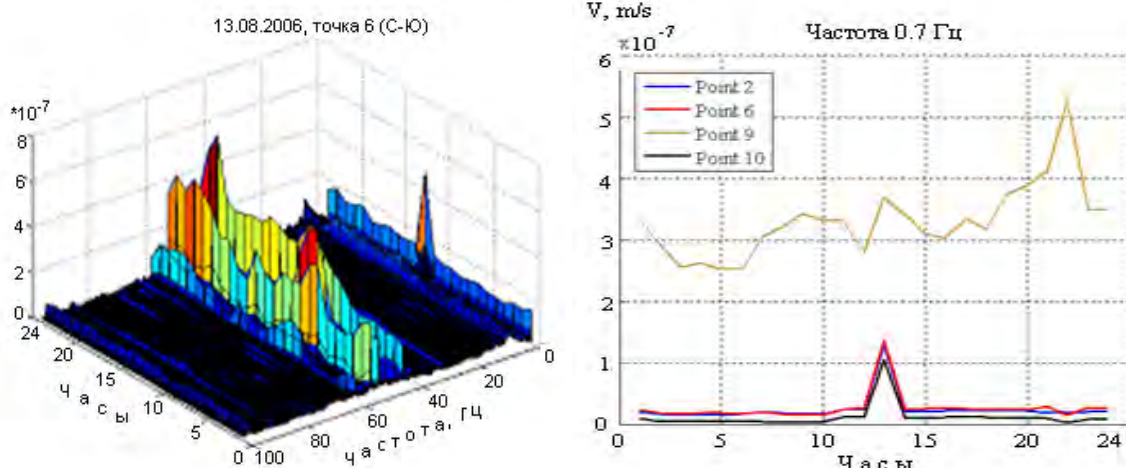 13.08.2006, точка 6 (С-Ю)
*10-7
8
6
4
2
0
24
20
15
10
5
0
Часы
100
80
60
40
20
0
Частота, гц
V, m/s
×10-7
Частота 0.7 Гц
6
5
4
3
2
1
0
Point 2
Point 6
Point 9
Point 10
0 5 10 15 20 24
Часы